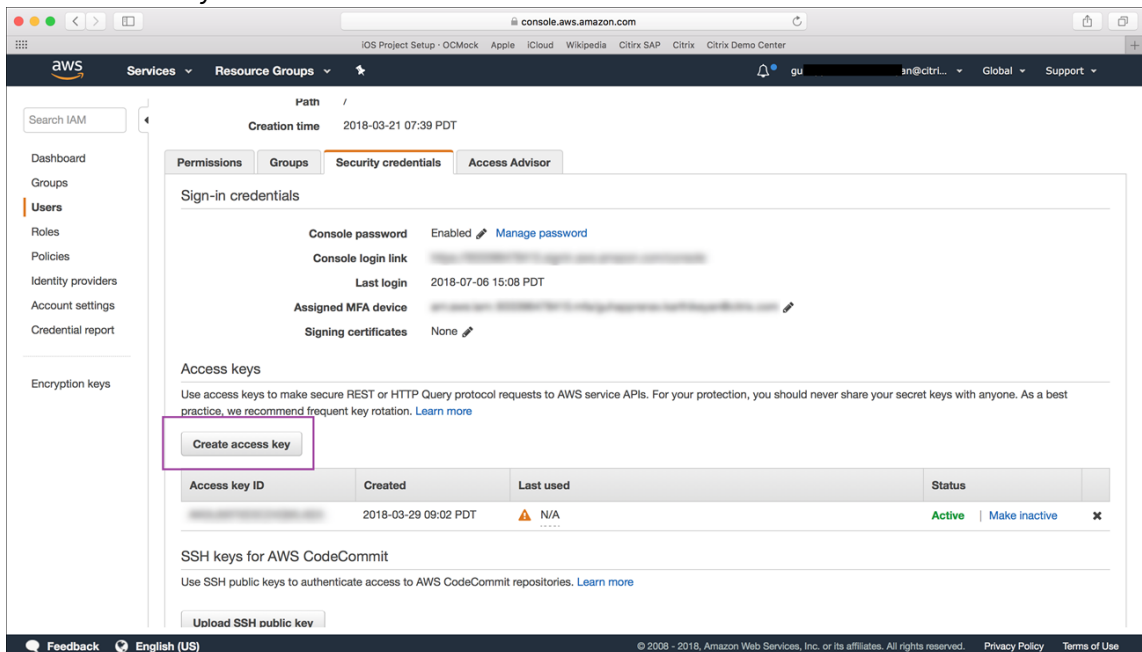 console.aws.amazon.com
iOS Project Setup · OCMock Apple iCloud Wikipedia Citirx SAP Citrix Citrix Demo Center
aws Services Resource Groups gu an@citri... Global Support
Search IAM
Dashboard
Groups
Users
Roles
Policies
Identity providers
Account settings
Credential report
Encryption keys
Path /
Creation time 2018-03-21 07:39 PDT
Permissions Groups Security credentials Access Advisor
Sign-in credentials
Console password Enabled Manage password
Console login link
Last login 2018-07-06 15:08 PDT
Assigned MFA device
Signing certificates None
Access keys
Use access keys to make secure REST or HTTP Query protocol requests to AWS service APIs. For your protection, you should never share your secret keys with anyone. As a best
practice, we recommend frequent key rotation. Learn more
Create access key
Access key ID Created Last used Status
2018-03-29 09:02 PDT N/A Active | Make inactive
SSH keys for AWS CodeCommit
Use SSH public keys to authenticate access to AWS CodeCommit repositories. Learn more
Upload SSH public key
Feedback English (US) © 2008 - 2018, Amazon Web Services, Inc. or its affiliates. All rights reserved. Privacy Policy Terms of Use